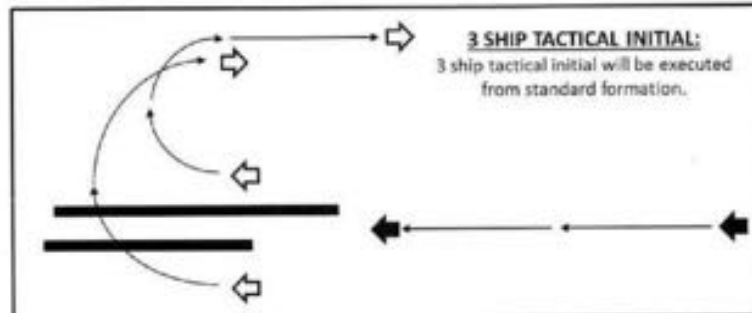 3 SHIP TACTICAL INITIAL:
3 ship tactical initial will be executed
from standard formation.